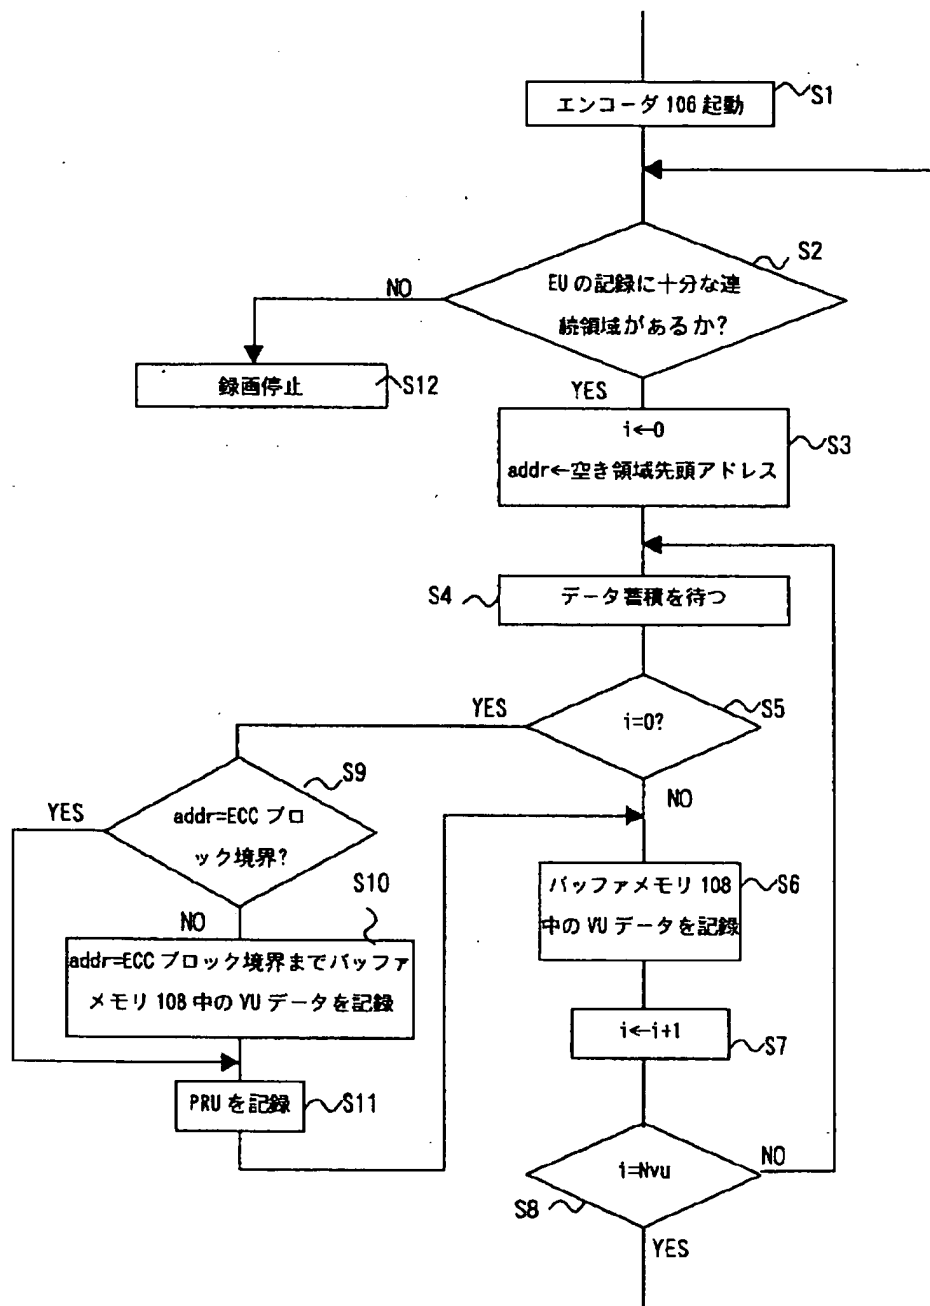 エンコーダ 106 起動
S1
S2
EU の記録に十分な連
続領域があるか?
NO
録画停止
S12
YES
i←0
addr←空き領域先頭アドレス
S3
S4
データ蓄積を待つ
YES
i=0?
S5
S9
YES
addr=ECC ブロ
ック境界?
NO
S10
NO
バッファメモリ 108
中の VU データを記録
S6
addr=ECC ブロック境界までバッファ
メモリ 108 中の VU データを記録
i←i+1
S7
PRU を記録
S11
i=Nvu
NO
S8
YES